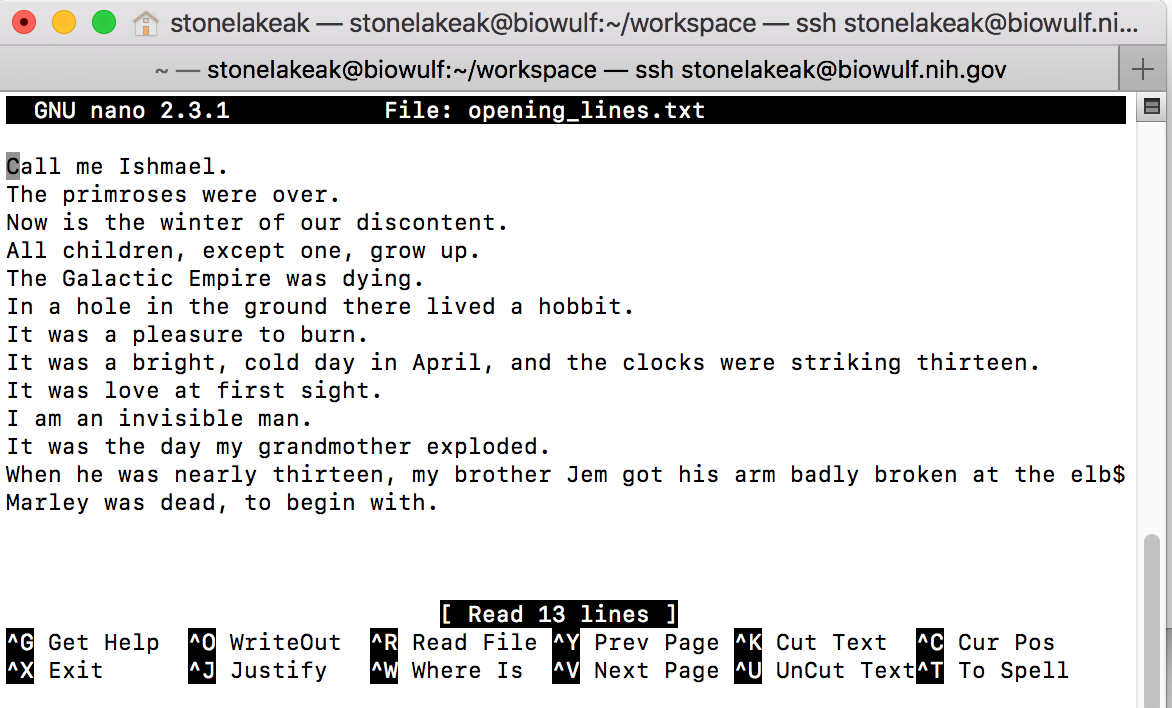 stonelakeak — stonelakeak@biowulf:~/workspace — ssh stonelakeak@biowulf.ni...
~ — stonelakeak@biowulf:~/workspace — ssh stonelakeak@biowulf.nih.gov +
GNU nano 2.3.1 File: opening_lines.txt
Call me Ishmael.
The primroses were over.
Now is the winter of our discontent.
All children, except one, grow up.
The Galactic Empire was dying.
In a hole in the ground there lived a hobbit.
It was a pleasure to burn.
It was a bright, cold day in April, and the clocks were striking thirteen.
It was love at first sight.
I am an invisible man.
It was the day my grandmother exploded.
When he was nearly thirteen, my brother Jem got his arm badly broken at the elb$
Marley was dead, to begin with.
[ Read 13 lines ]
^G Get Help ^O WriteOut ^R Read File ^Y Prev Page ^K Cut Text ^C Cur Pos
^X Exit ^J Justify ^W Where Is ^V Next Page ^U UnCut Text ^T To Spell